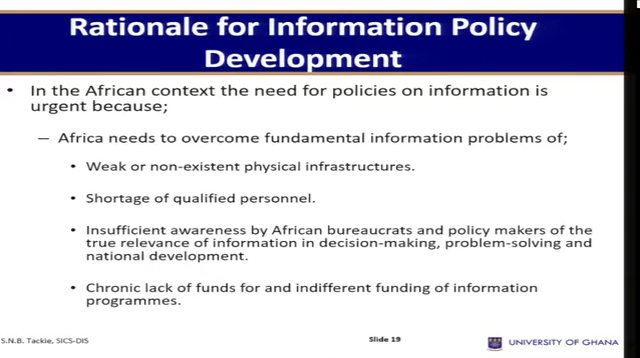 Rationale for Information Policy
Development
• In the African context the need for policies on information is
urgent because;
– Africa needs to overcome fundamental information problems of;
• Weak or non-existent physical infrastructures.
• Shortage of qualified personnel.
• Insufficient awareness by African bureaucrats and policy makers of the
true relevance of information in decision-making, problem-solving and
national development.
• Chronic lack of funds for and indifferent funding of information
programmes.
S.N.B. Tackie, SICS-DIS
Slide 19
UNIVERSITY OF GHANA